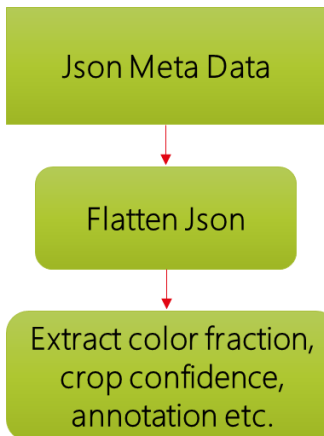 Json Meta Data
Flatten Json
Extract color fraction,
crop confidence,
annotation etc.